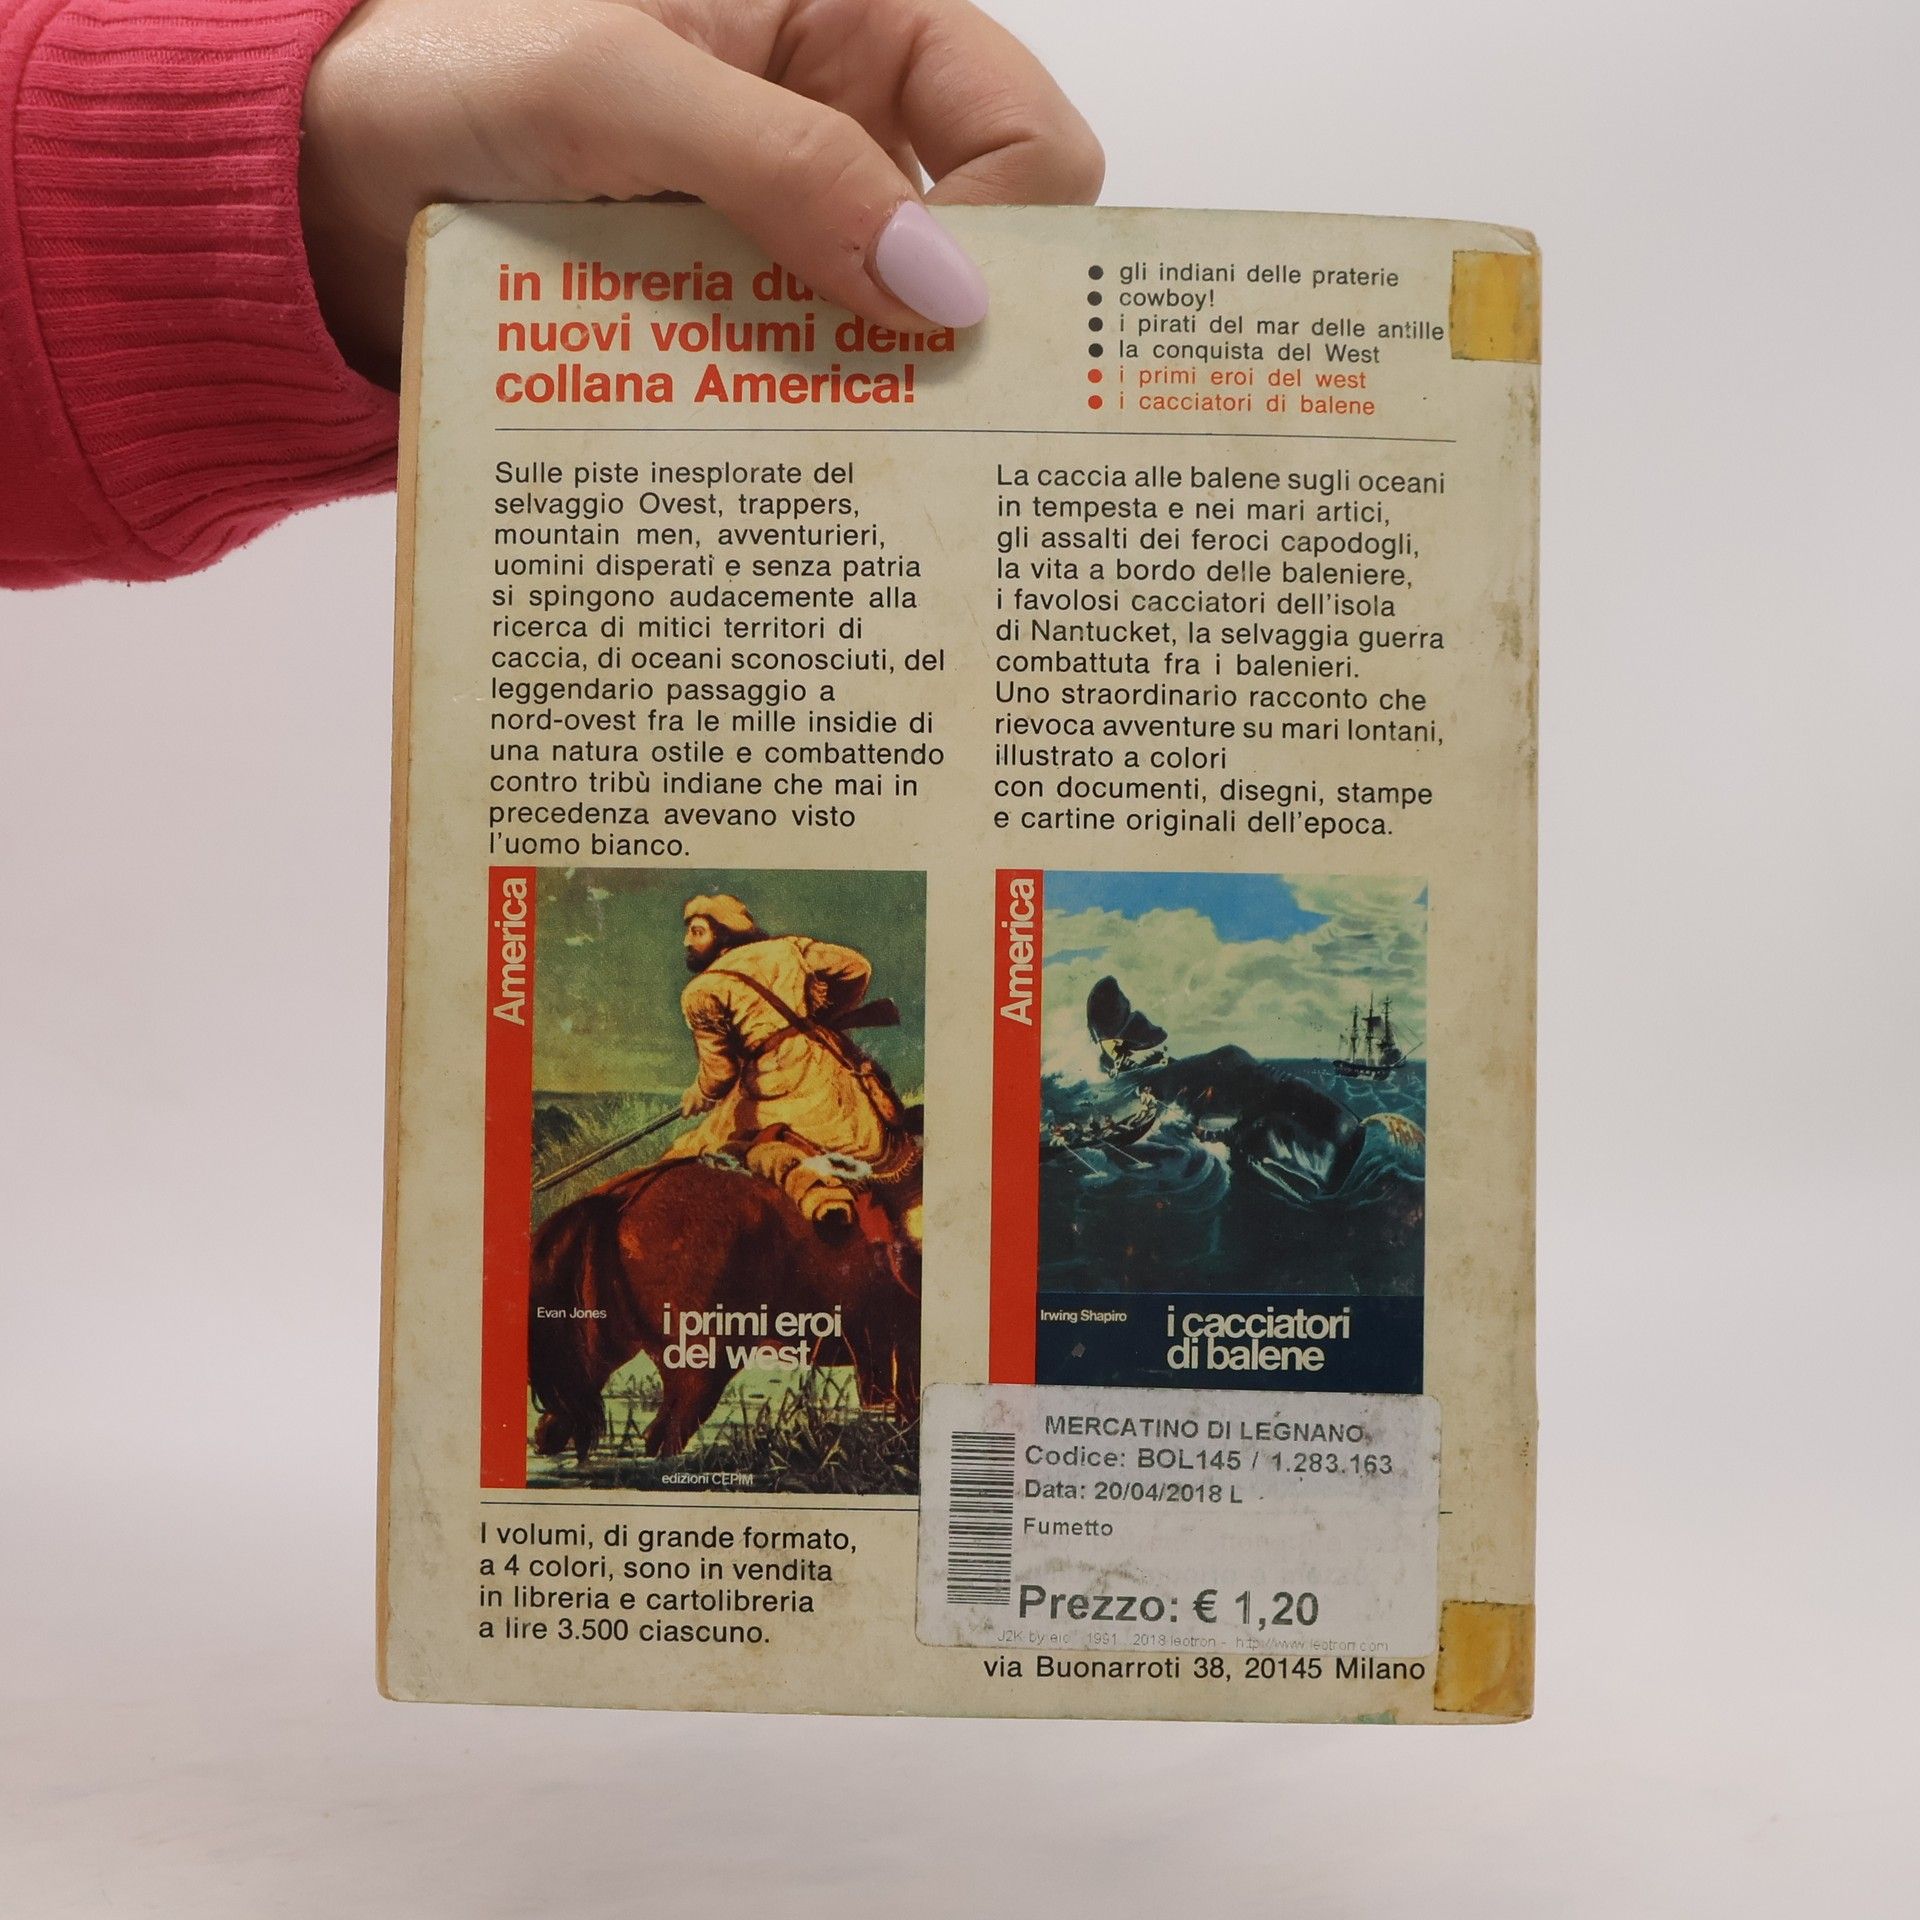 in libreria
nuovi volumi della
collana America!
● gli indiani delle praterie
● cowboy!
● i pirati del mar delle antille
● la conquista del West
● i primi eroi del west
● i cacciatori di balene
Sulle piste inesplorate del
selvaggio Ovest, trappers,
mountain men, avventurieri,
uomini disperati e senza patria
si spingono audacemente alla
ricerca di mitici territori di
caccia, di oceani sconosciuti, del
leggendario passaggio a
nord-ovest fra le mille insidie di
una natura ostile e combattendo
contro tribù indiane che mai in
precedenza avevano visto
l'uomo bianco.
La caccia alle balene sugli oceani
in tempesta e nei mari artici,
gli assalti dei feroci capodogli,
la vita a bordo delle baleniere,
i favolosi cacciatori dell'isola
di Nantucket, la selvaggia guerra
combattuta fra i balenieri.
Uno straordinario racconto che
rievoca avventure su mari lontani,
illustrato a colori
con documenti, disegni, stampe
e cartine originali dell'epoca.
America
Evan Jones
i primi eroi
del west
edizioni CEPIM
America
Irwing Shapiro
i cacciatori
di balene
I volumi, di grande formato,
a 4 colori, sono in vendita
in libreria e cartolibreria
a lire 3.500 ciascuno.
MERCATINO DI LEGNANO
Codice: BOL145 / 1.283.163
Data: 20/04/2018 L
Fumetto
Prezzo: € 1,20
J2K by 1991 2018 leotron - http://www.leotron.com
via Buonarroti 38, 20145 Milano